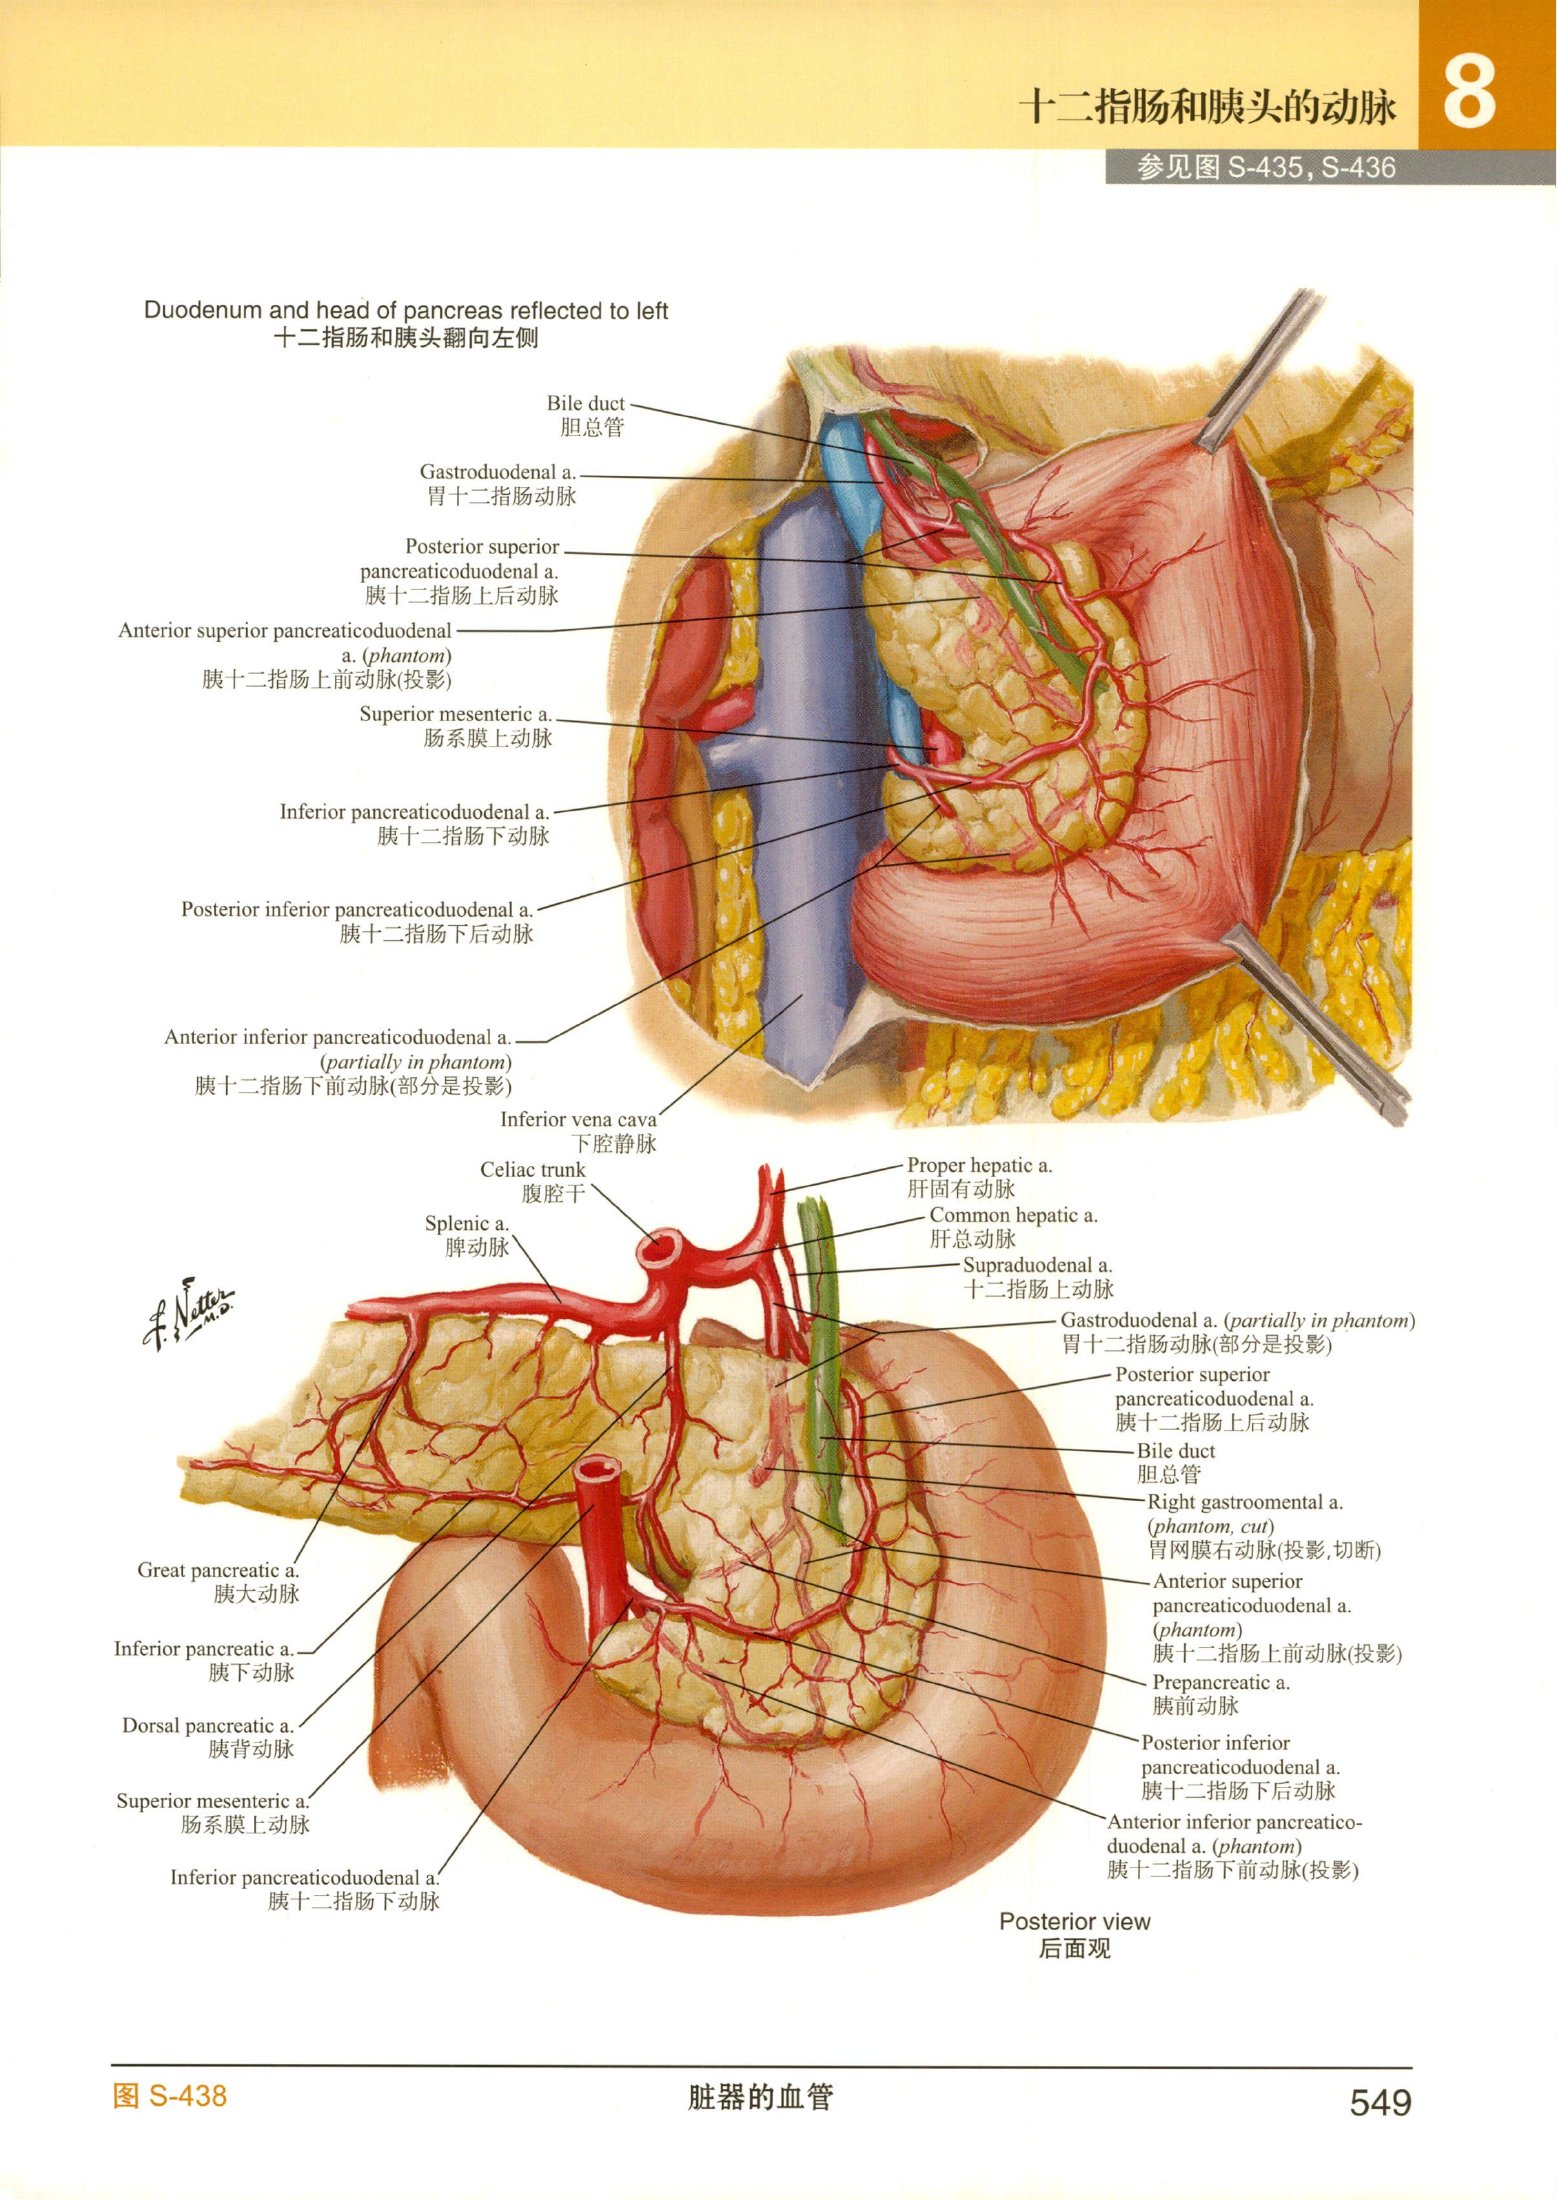 十二指肠和胰头的动脉
8
参见图 S-435, S-436
Duodenum and head of pancreas reflected to left
十二指肠和胰头翻向左侧
Bile duct
胆总管
Gastroduodenal a.
胃十二指肠动脉
Posterior superior
pancreaticoduodenal a.
胰十二指肠上后动脉
Anterior superior pancreaticoduodenal
a. (phantom)
胰十二指肠上前动脉(投影)
Superior mesenteric a.
肠系膜上动脉
Inferior pancreaticoduodenal a.
胰十二指肠下动脉
Posterior inferior pancreaticoduodenal a.
胰十二指肠下后动脉
Anterior inferior pancreaticoduodenal a.
(partially in phantom)
胰十二指肠下前动脉(部分是投影)
Inferior vena cava
下腔静脉
Celiac trunk
腹腔干
Splenic a.
脾动脉
F. Netter
M.D.
Great pancreatic a.
胰大动脉
Inferior pancreatic a.
胰下动脉
Dorsal pancreatic a.
胰背动脉
Superior mesenteric a.
肠系膜上动脉
Inferior pancreaticoduodenal a.
胰十二指肠下动脉
Proper hepatic a.
肝固有动脉
Common hepatic a.
肝总动脉
Supraduodenal a.
十二指肠上动脉
Gastroduodenal a. (partially in phantom)
胃十二指肠动脉(部分是投影)
Posterior superior
pancreaticoduodenal a.
胰十二指肠上后动脉
Bile duct
胆总管
Right gastroomental a.
(phantom, cut)
胃网膜右动脉(投影,切断)
Anterior superior
pancreaticoduodenal a.
(phantom)
胰十二指肠上前动脉(投影)
Prepancreatic a.
胰前动脉
Posterior inferior
pancreaticoduodenal a.
胰十二指肠下后动脉
Anterior inferior pancreatico-
duodenal a. (phantom)
胰十二指肠下前动脉(投影)
Posterior view
后面观
图 S-438
脏器的血管
549